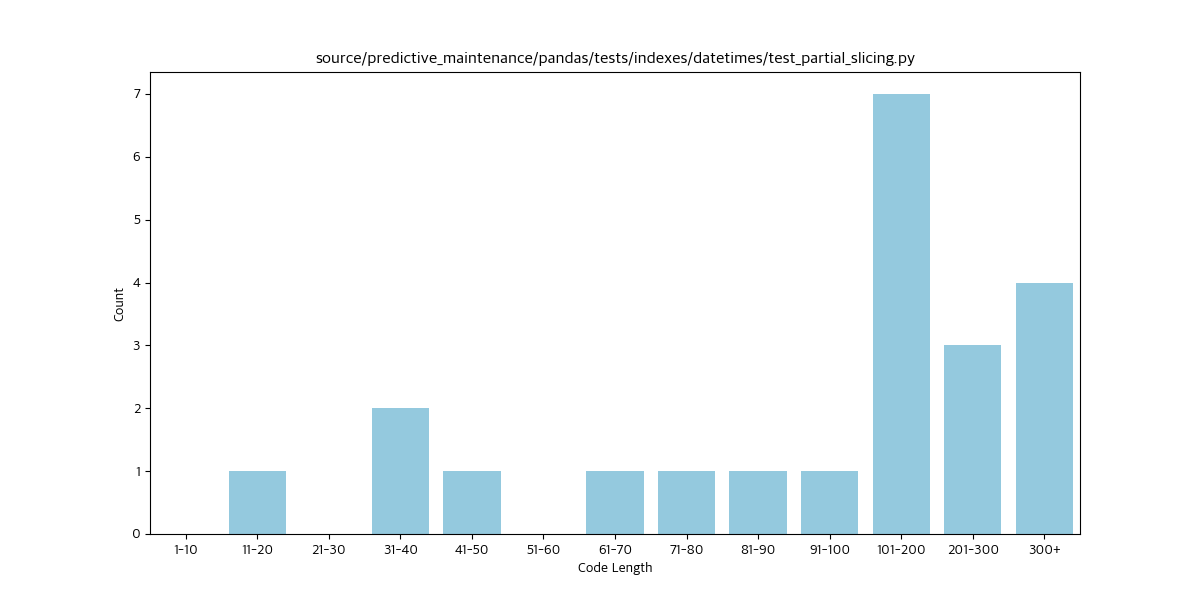 source/predictive_maintenance/pandas/tests/indexes/datetimes/test_partial_slicing.py
7
6
5
4
3
2
1
0
Count
1-10 11-20 21-30 31-40 41-50 51-60 61-70 71-80 81-90 91-100 101-200 201-300 300+
Code Length